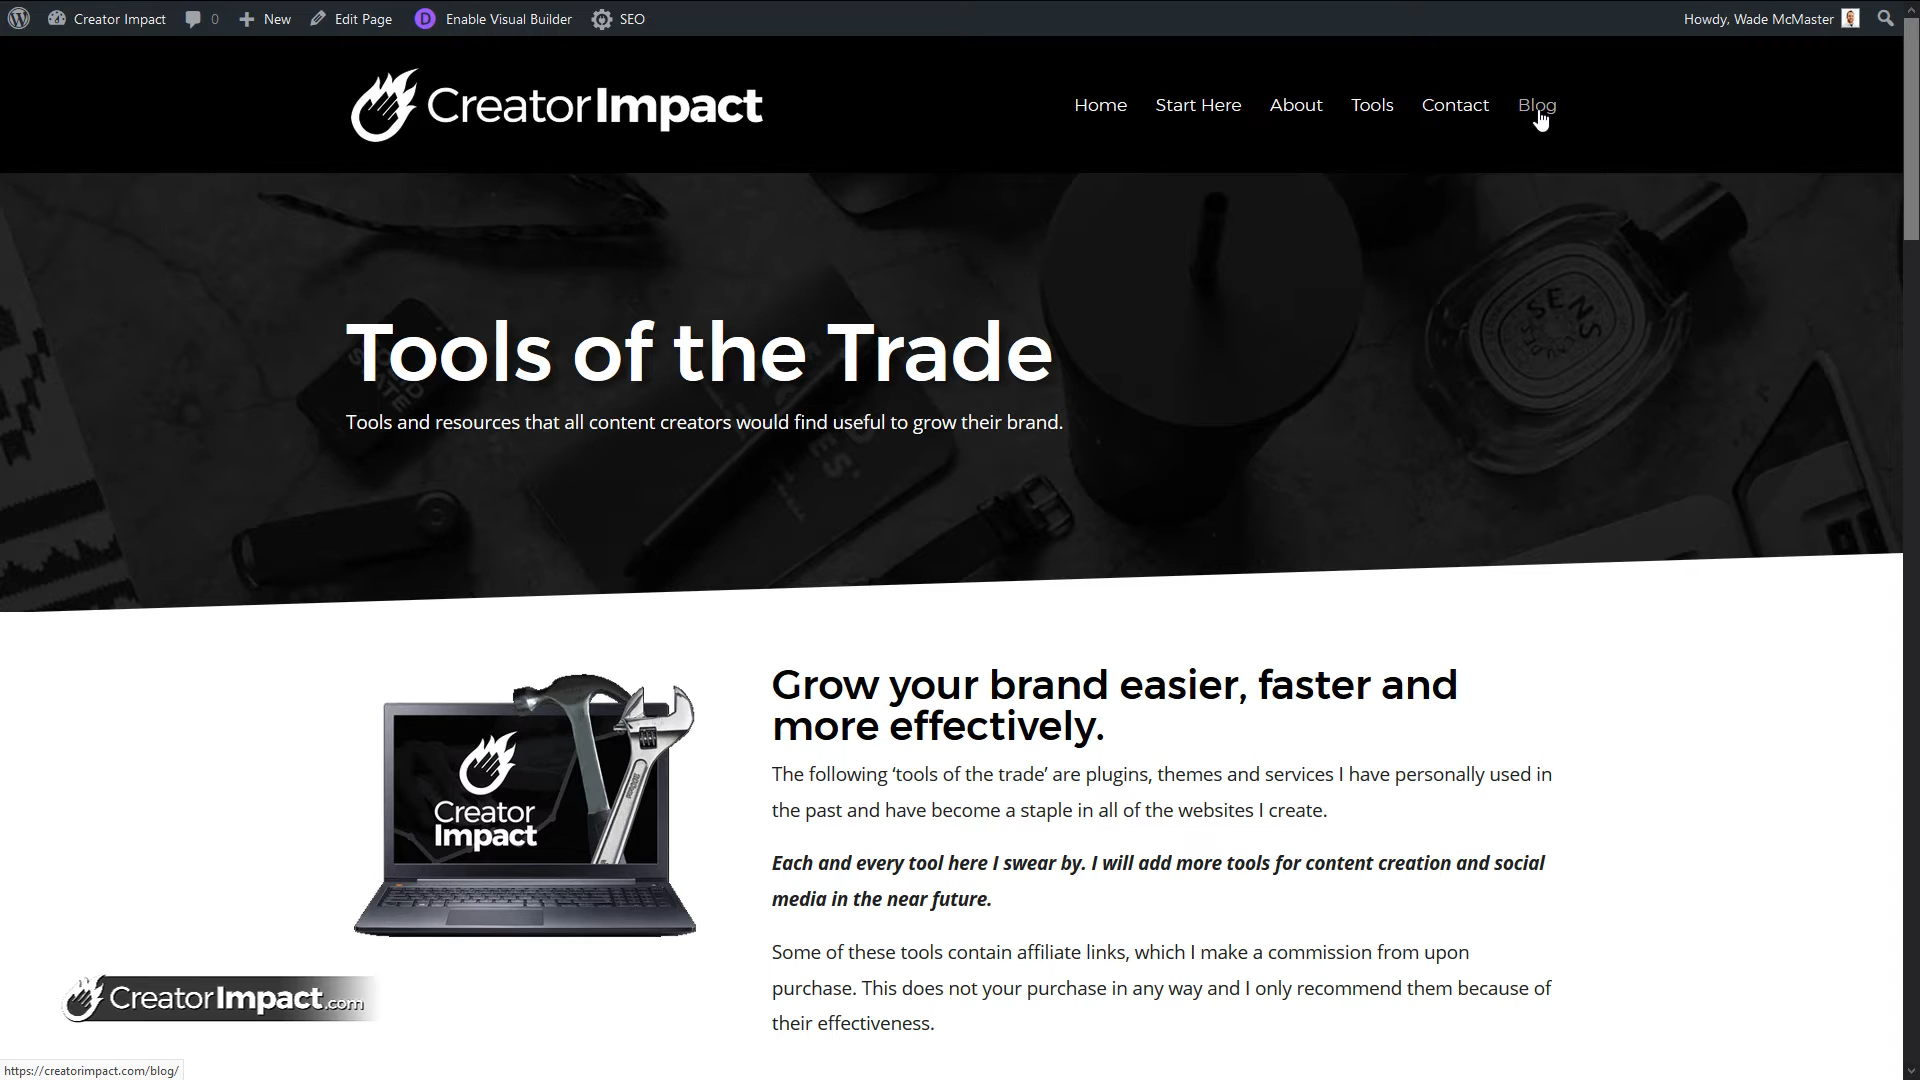 Creator Impact
0
New
Edit Page
D
Enable Visual Builder
SEO
Howdy, Wade McMaster
CreatorImpact
Home
Start Here
About
Tools
Contact
Blog
SENS
Tools of the Trade
Tools and resources that all content creators would find useful to grow their brand.
Creator
Impact
Grow your brand easier, faster and
more effectively.
The following ‘tools of the trade’ are plugins, themes and services I have personally used in
the past and have become a staple in all of the websites I create.
Each and every tool here I swear by. I will add more tools for content creation and social
media in the near future.
Some of these tools contain affiliate links, which I make a commission from upon
purchase. This does not your purchase in any way and I only recommend them because of
their effectiveness.
CreatorImpact.com
https://creatorimpact.com/blog/